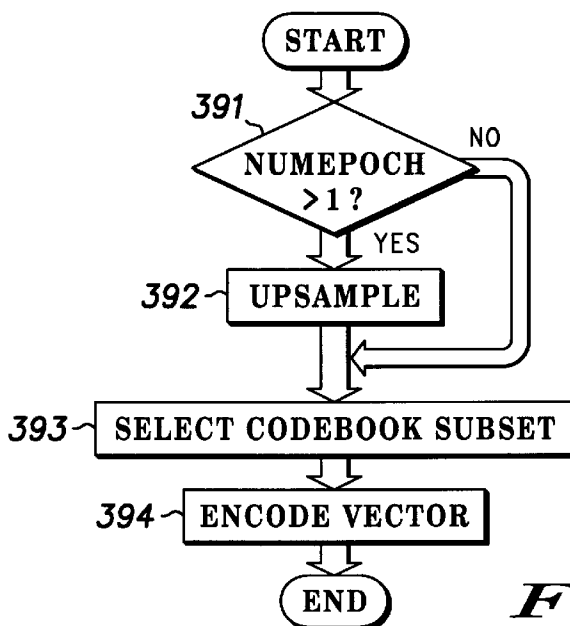 START
391
NO
NUMEPOCH
>1?
YES
392
UPSAMPLE
393
SELECT CODEBOOK SUBSET
394
ENCODE VECTOR
END
F